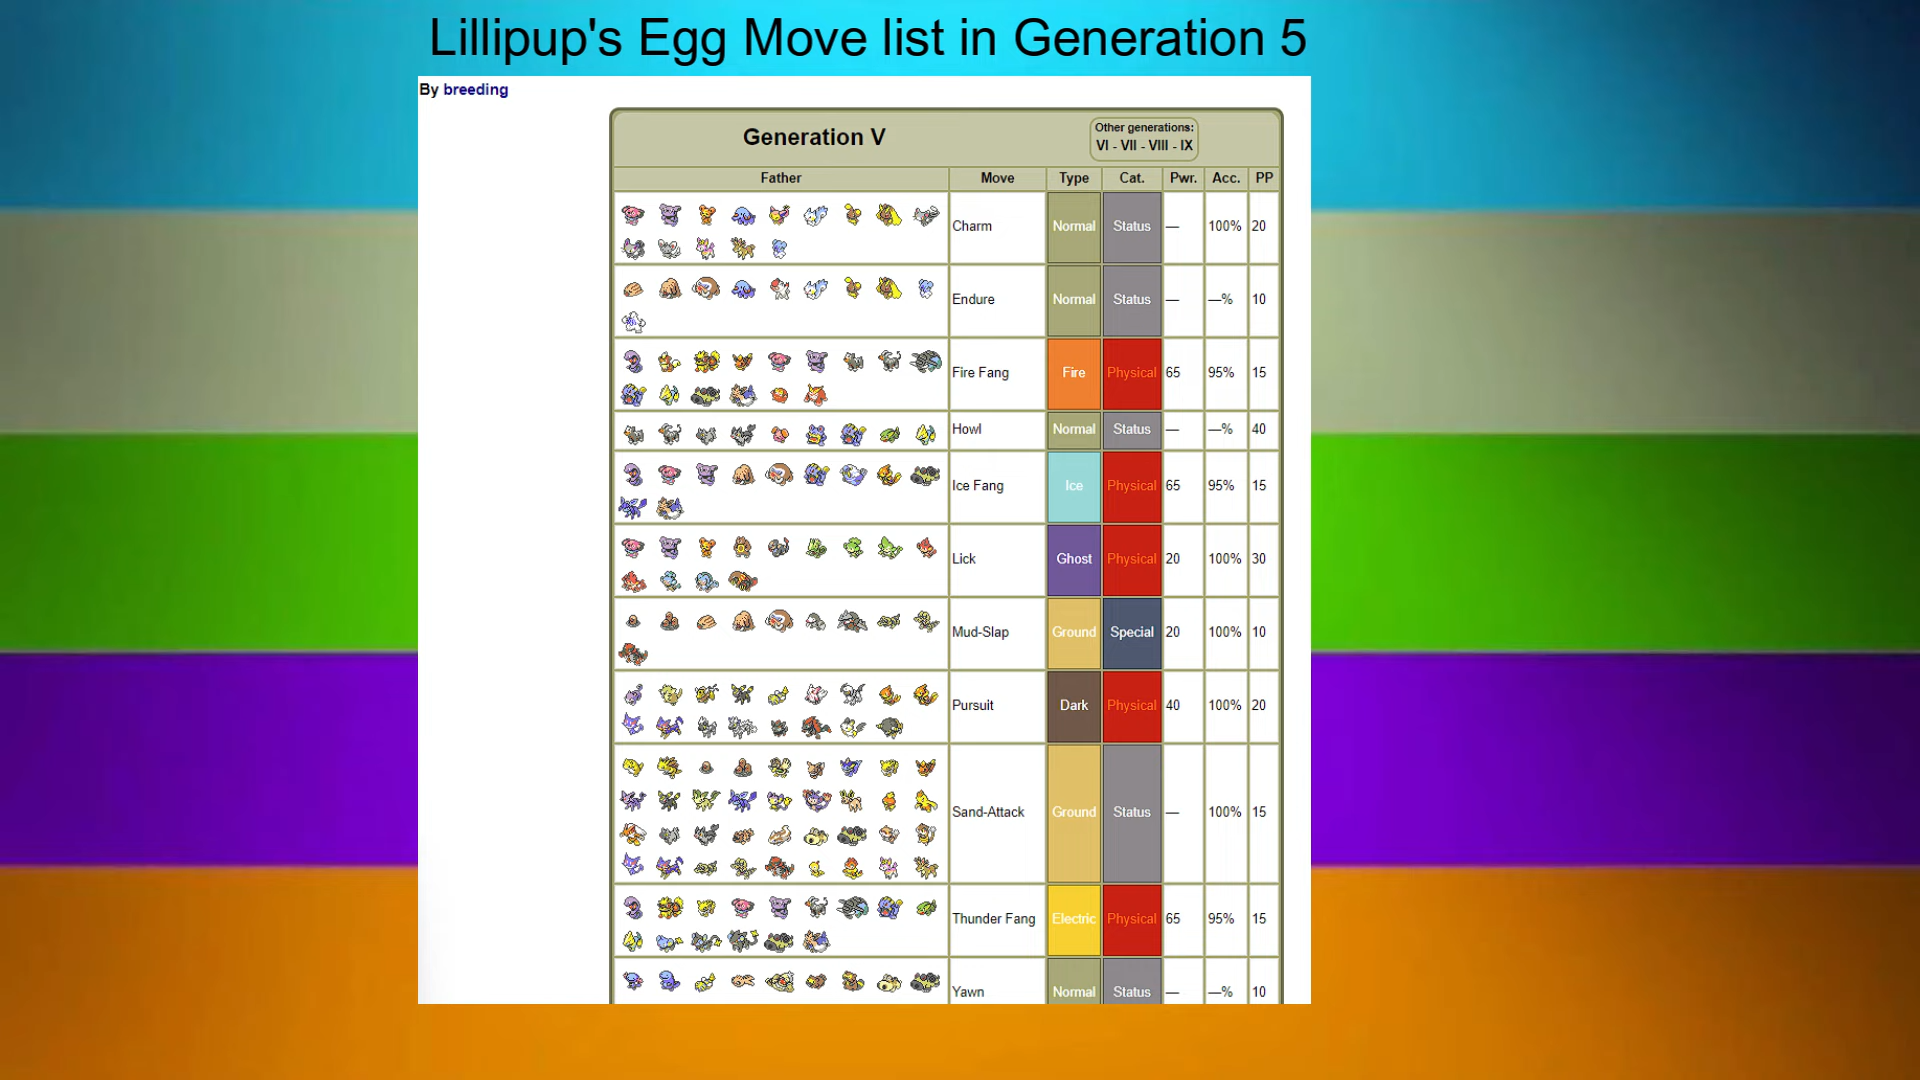 Lillipup's Egg Move list in Generation 5
By breeding
Generation V
Other generations:
VI - VII - VIII - IX
Father Move Type Cat. Pwr. Acc. PP
Charm Normal Status — 100% 20
Endure Normal Status — —% 10
Fire Fang Fire Physical 65 95% 15
Howl Normal Status — —% 40
Ice Fang Ice Physical 65 95% 15
Lick Ghost Physical 20 100% 30
Mud-Slap Ground Special 20 100% 10
Pursuit Dark Physical 40 100% 20
Sand-Attack Ground Status — 100% 15
Thunder Fang Electric Physical 65 95% 15
Yawn Normal Status — —% 10